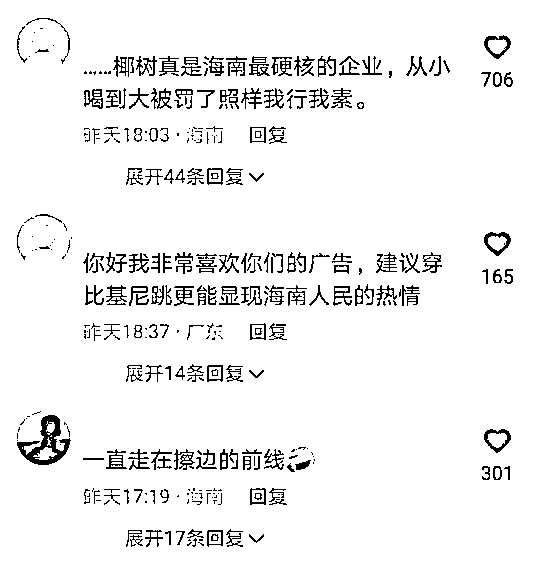 ……椰树真是海南最硬核的企业，从小
喝到大被罚了照样我行我素。
706
昨天18:03·海南 回复
展开44条回复
你好我非常喜欢你们的广告，建议穿
比基尼跳更能显现海南人民的热情
165
昨天18:37·广东 回复
展开14条回复
一直走在擦边的前线
301
昨天17:19·海南 回复
展开17条回复